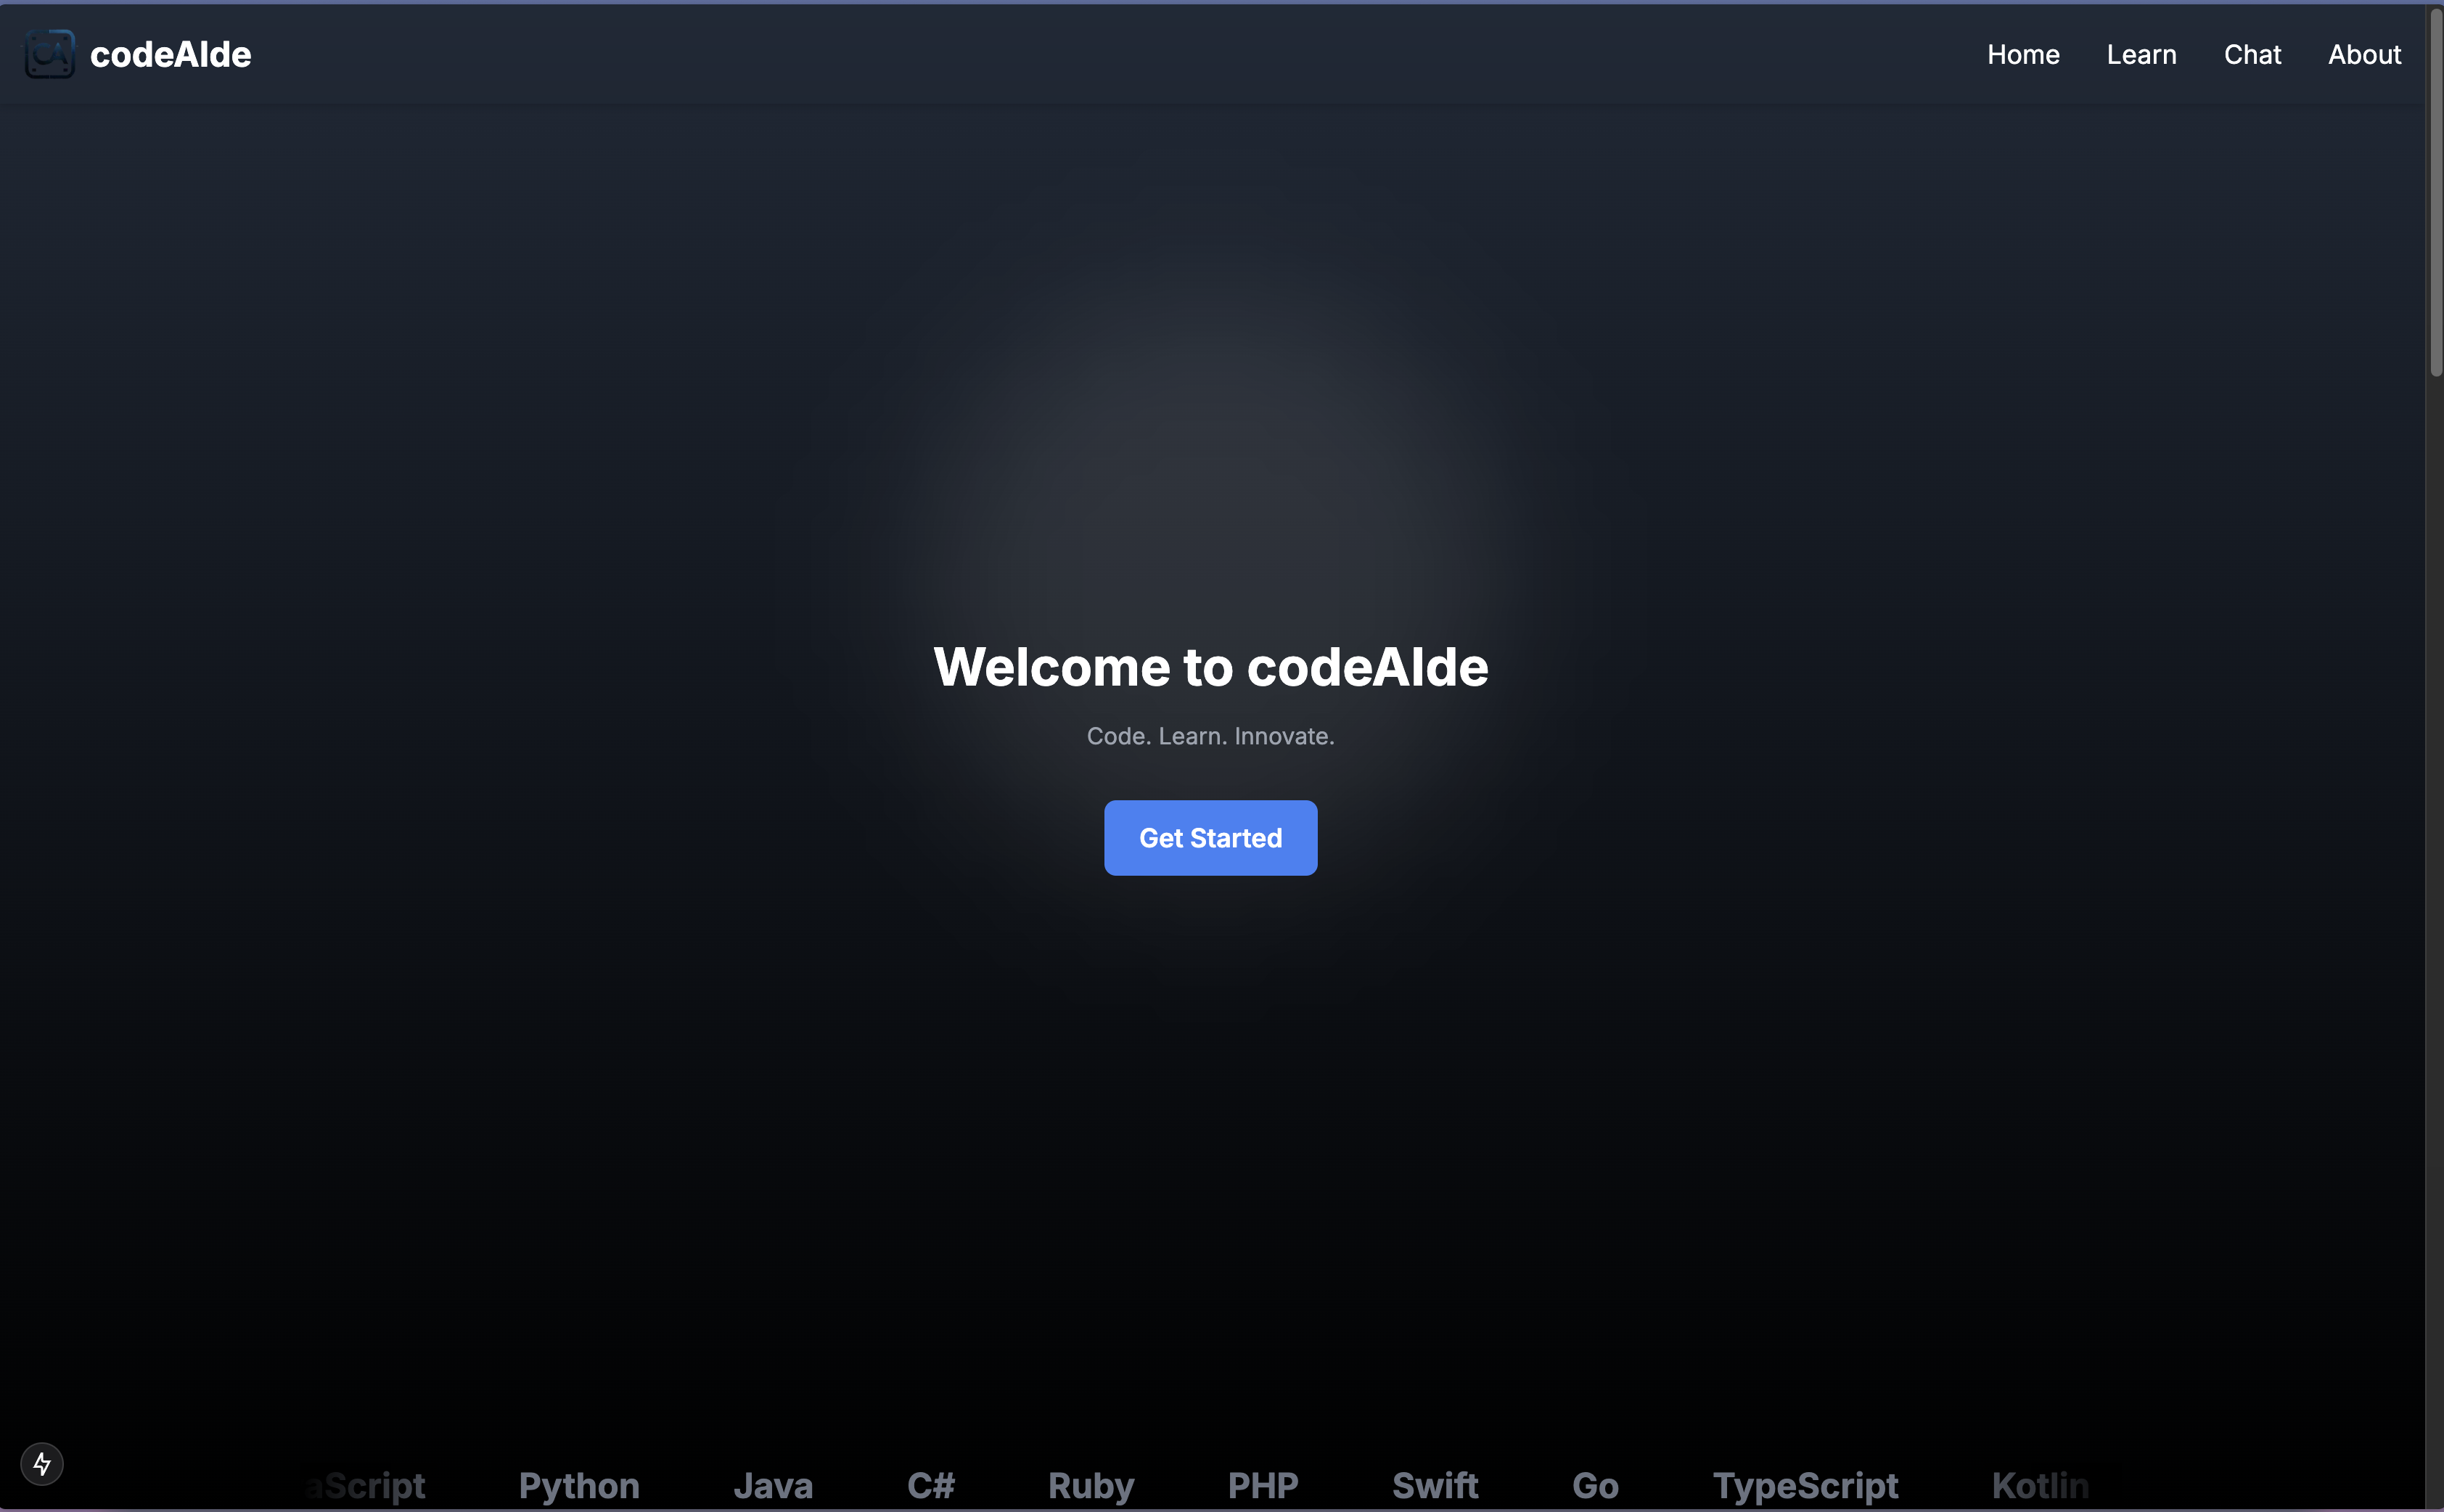 CA codeAIde Home Learn Chat About
Welcome to codeAIde
Code. Learn. Innovate.
Get Started
aScript Python Java C# Ruby PHP Swift Go TypeScript Kotlin